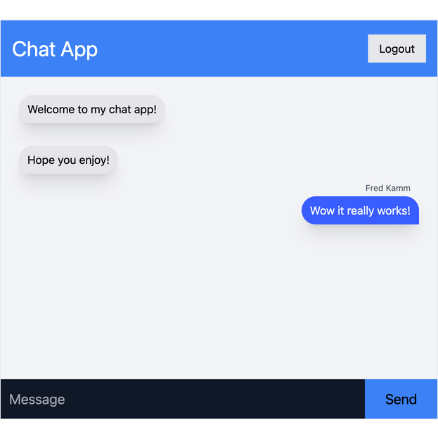 Chat App
Logout
Welcome to my chat app!
Hope you enjoy!
Fred Kamm
Wow it really works!
Message
Send